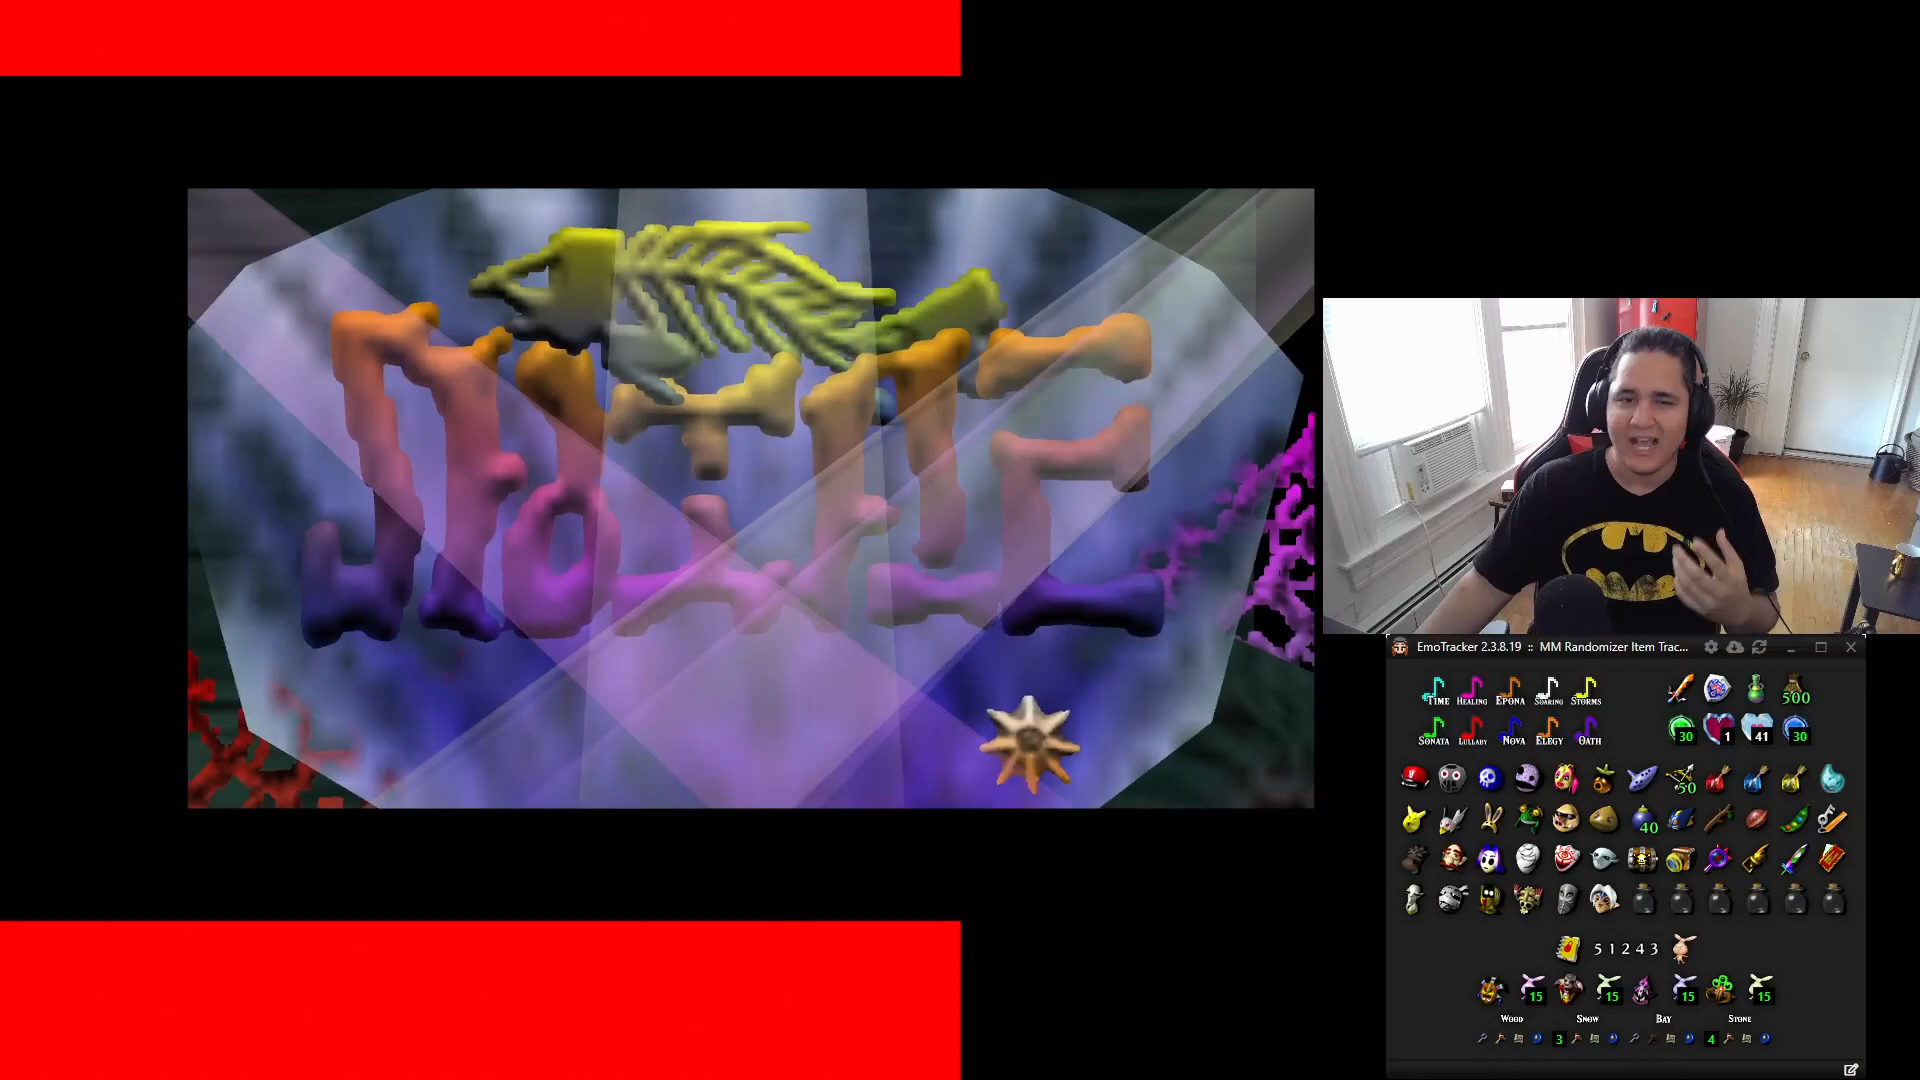 EmoTracker 2.3.8.19 :: MM Randomizer Item Trac...
TIME HEALING EPONA SOARING STORMS
500
SONATA LULLABY NOVA ELEGY OATH
30 1 41 30
50
40
5 1 2 4 3
15 15 15 15
WOOD SNOW BAY STONE
3 4